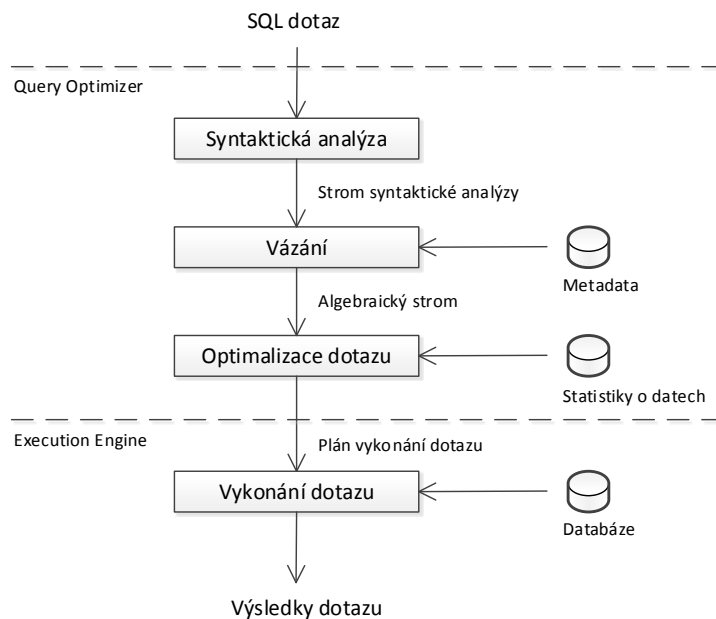 SQL dotaz
Query Optimizer
Syntaktická analýza
Strom syntaktické analýzy
Vázání
Metadata
Algebraický strom
Optimalizace dotazu
Statistiky o datech
Execution Engine
Plán vykonání dotazu
Vykonání dotazu
Databáze
Výsledky dotazu